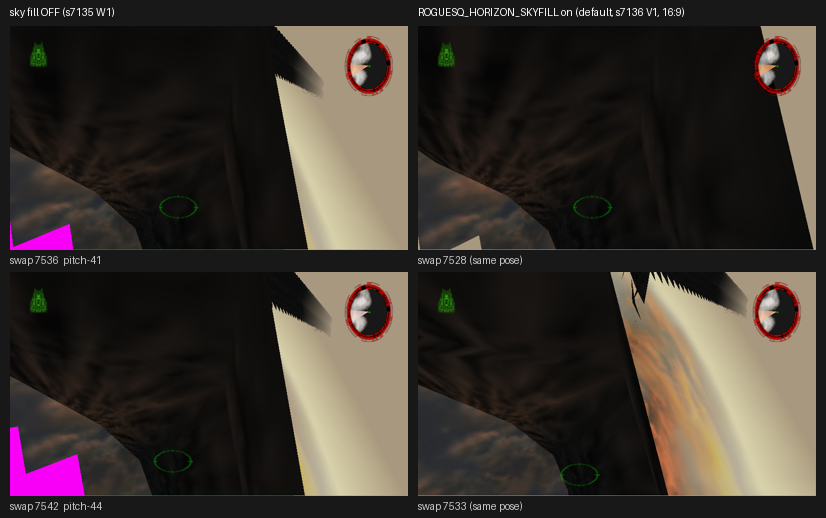 sky fill OFF (s7135 W1)
ROGUESQ_HORIZON_SKYFILL on (default, s7136 V1, 16:9)
swap 7536 pitch-41
swap 7528 (same pose)
swap 7542 pitch-44
swap 7533 (same pose)